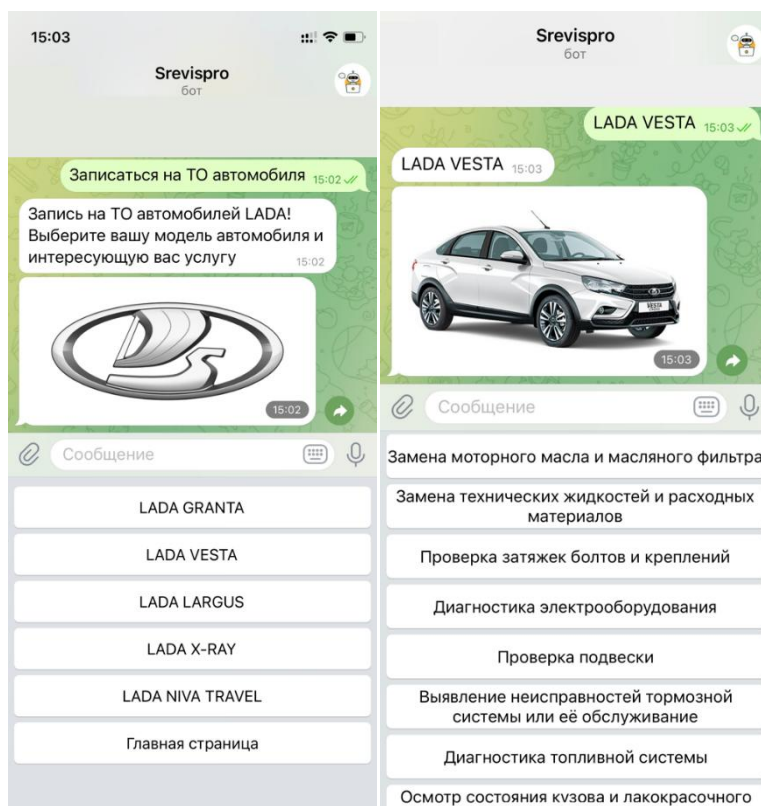 15:03
Srevispro
бот
Записаться на ТО автомобиля 15:02
Запись на ТО автомобилей LADA!
Выберите вашу модель автомобиля и
интересующую вас услугу 15:02
15:02
Сообщение
LADA GRANTA
LADA VESTA
LADA LARGUS
LADA X-RAY
LADA NIVA TRAVEL
Главная страница
Srevispro
бот
LADA VESTA 15:03
LADA VESTA 15:03
VESTA
15:03
Сообщение
Замена моторного масла и масляного фильтра
Замена технических жидкостей и расходных
материалов
Проверка затяжек болтов и креплений
Диагностика электрооборудования
Проверка подвески
Выявление неисправностей тормозной
системы или её обслуживание
Диагностика топливной системы
Осмотр состояния кузова и лакокрасочного